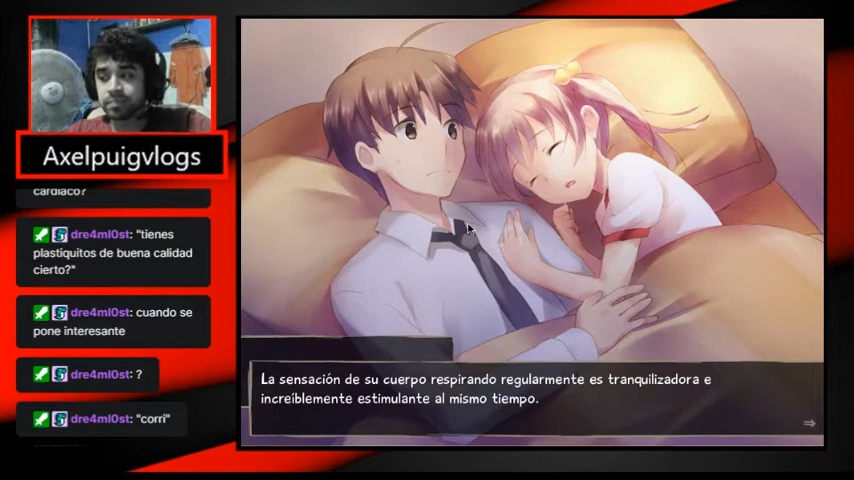 Axelpuigvlogs
cardiaco?
dre4ml0st: "tienes
plastiquitos de buena calidad
cierto?"
dre4ml0st: cuando se
pone interesante
dre4ml0st: ?
dre4ml0st: "corri"
La sensación de su cuerpo respirando regularmente es tranquilizadora e
increíblemente estimulante al mismo tiempo.